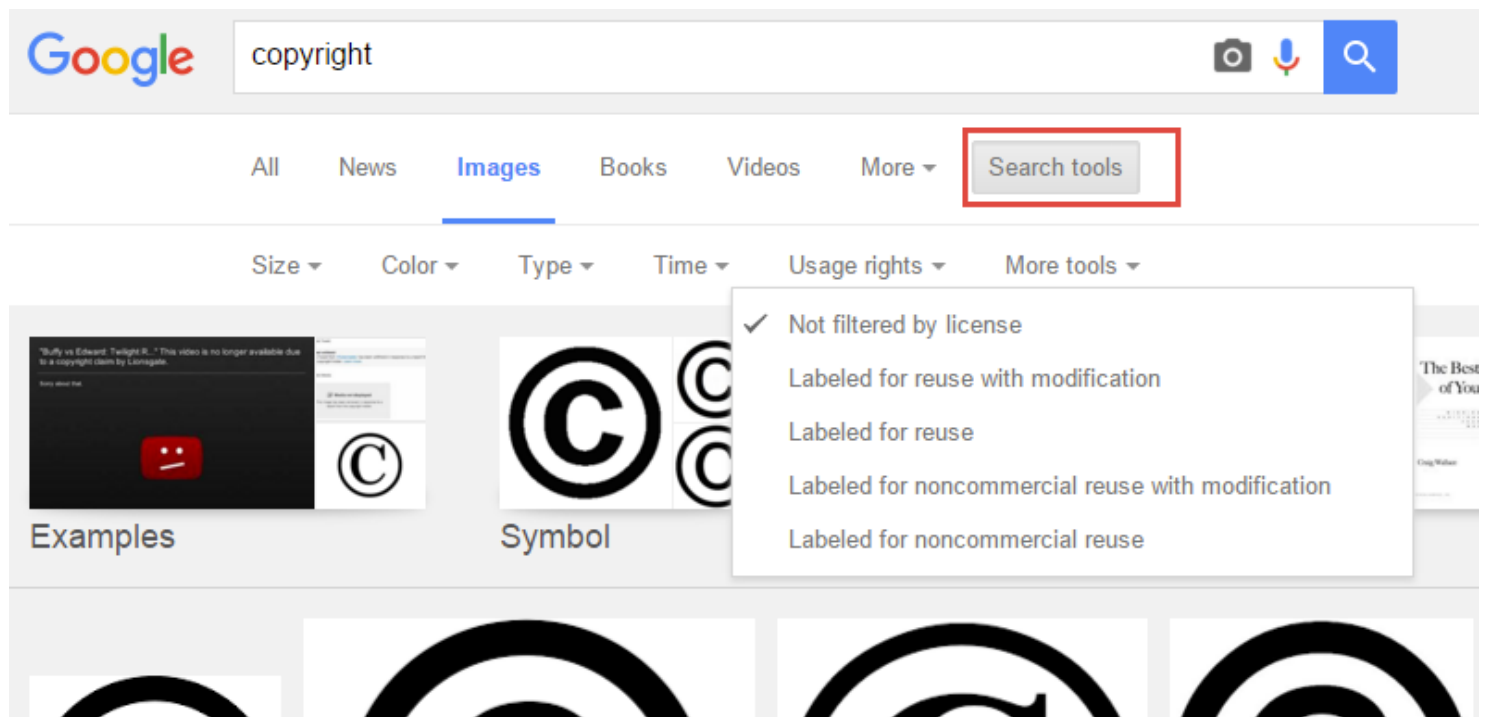 Google
copyright
All News Images Books Videos More Search tools
Size Color Type Time Usage rights More tools
Not filtered by license
Labeled for reuse with modification
Labeled for reuse
Labeled for noncommercial reuse with modification
Labeled for noncommercial reuse
"Buffy vs Edward: Twilight R..." This video is no longer available due
to a copyright claim by Lionsgate.
Sorry about that.
©
©
©
©
The Best
of You
Craig Wallace
Examples
Symbol